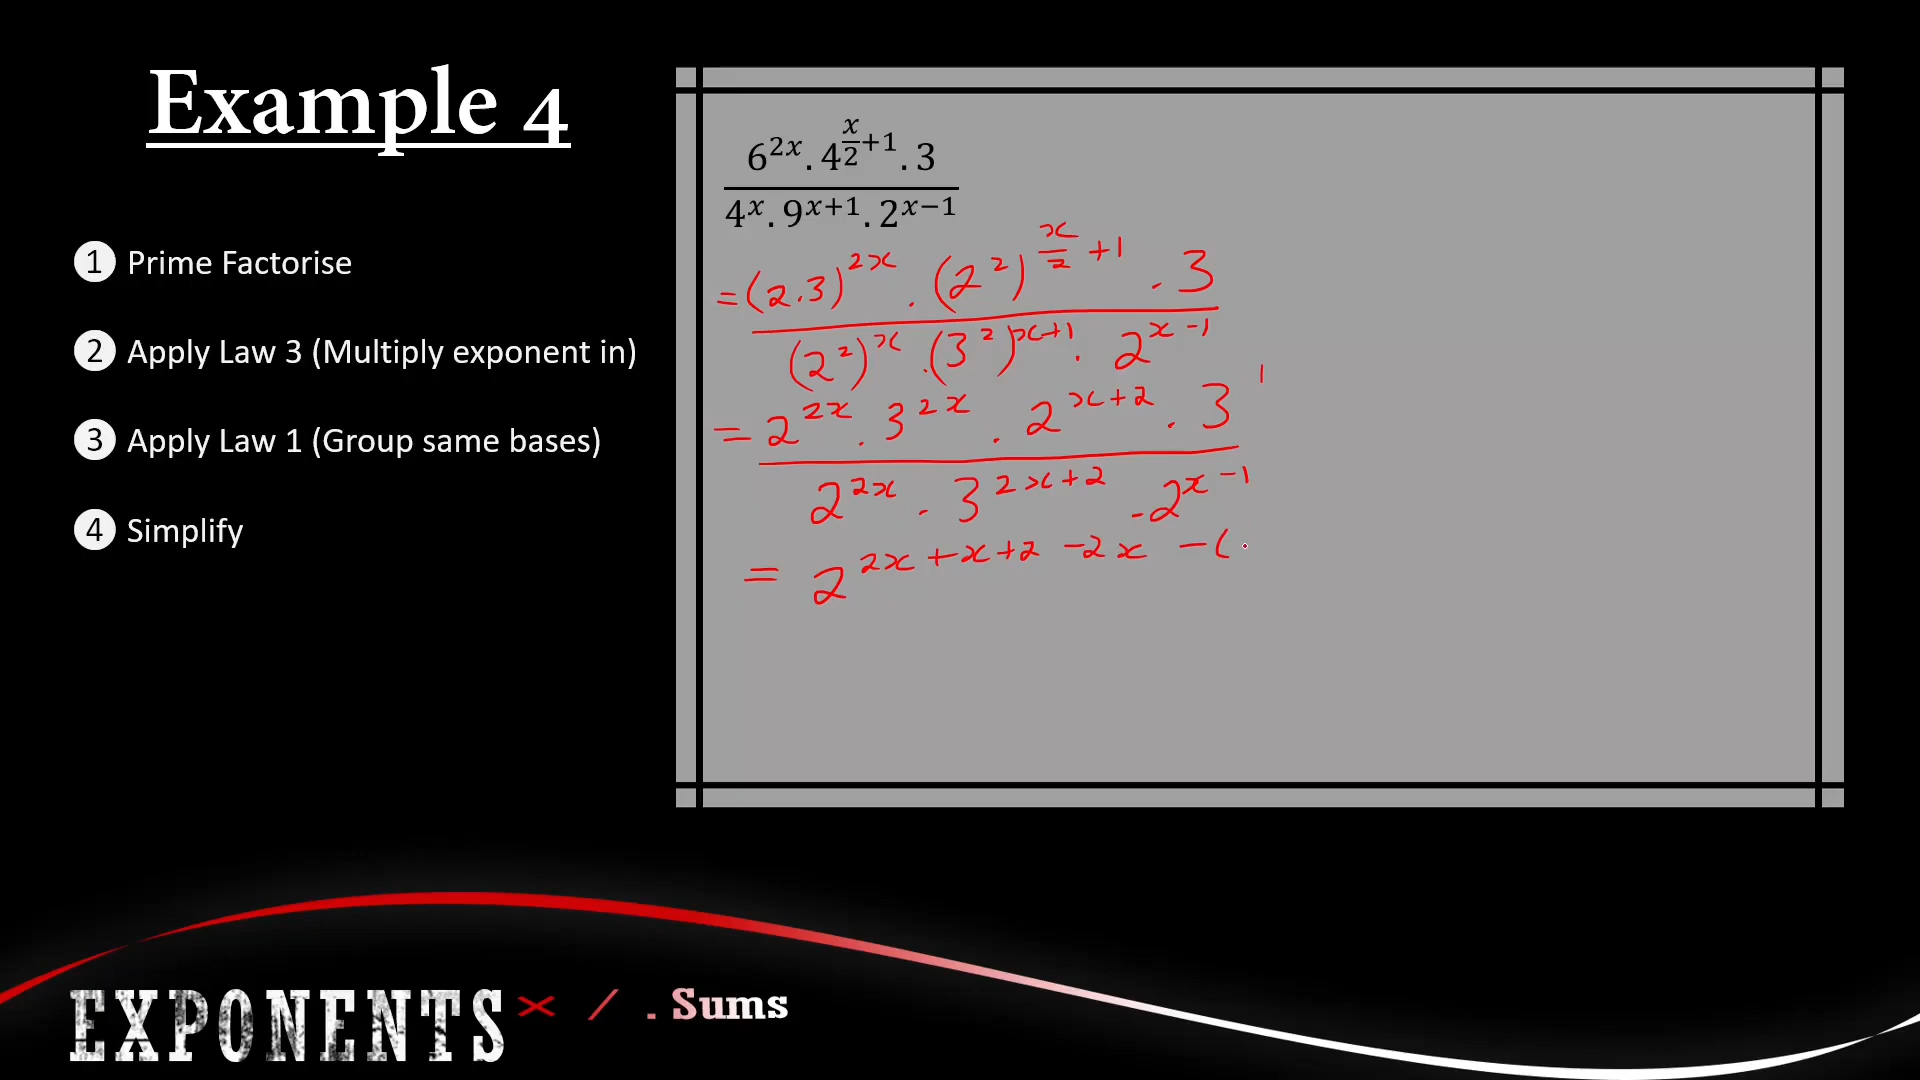 Example 4
① Prime Factorise
② Apply Law 3 (Multiply exponent in)
③ Apply Law 1 (Group same bases)
④ Simplify
6^{2x} . 4^{x/2+1} . 3
4^x . 9^{x+1} . 2^{x−1}
= (2.3)^{2x} . (2^2)^{x/2 + 1} . 3
(2^2)^x . (3^2)^{x+1} . 2^{x−1}
= 2^{2x} . 3^{2x} . 2^{x+2} . 3^1
2^{2x} . 3^{2x+2} . 2^{x−1}
= 2^{2x+x+2−2x−(}
EXPONENTS × / . Sums